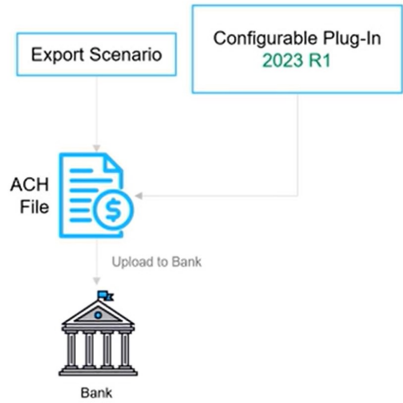 Export Scenario
Configurable Plug-In
2023 R1
ACH
File
$
Upload to Bank
Bank